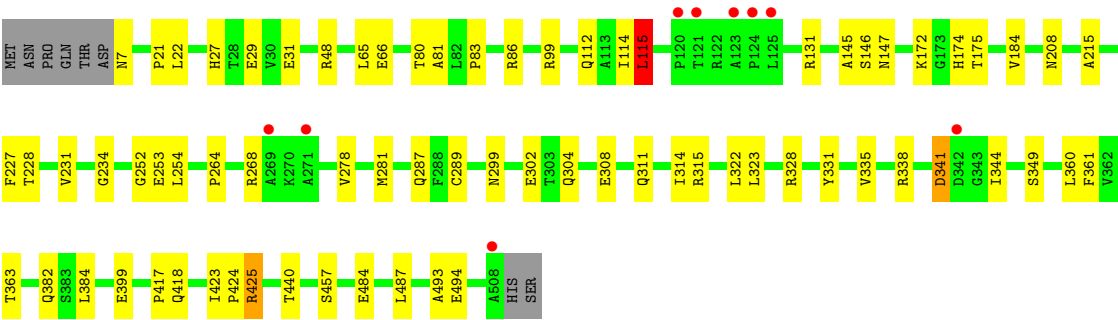 MET ASN PRO GLN THR ASP N7 P21 L22 H27 T28 E29 V30 E31 R48 L65 E66 T80 A81 L82 P83 R86 R99 Q112 A113 I114 L115 P120 T121 R122 A123 P124 L125 R131 A145 S146 N147 K172 G173 H174 T175 V184 N208 A215
F227 T228 V231 G234 G252 E253 L254 P264 R268 A269 K270 A271 V278 M281 Q287 F288 C289 N299 E302 T303 Q304 E308 Q311 I314 R315 L322 L323 R328 Y331 V335 R338 D341 D342 G343 I344 S349 L360 F361 V362
T363 Q382 S383 L384 E399 P417 Q418 I423 P424 R425 T440 S457 E484 L487 A493 E494 A508 HIS SER